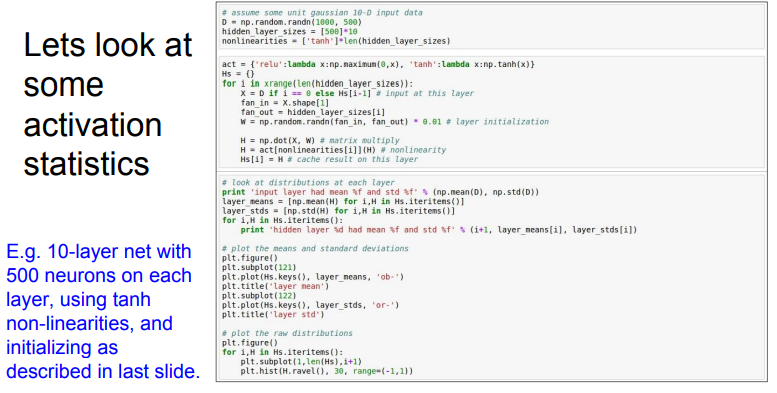 Lets look at
some
activation
statistics
E.g. 10-layer net with
500 neurons on each
layer, using tanh
non-linearities, and
initializing as
described in last slide.
# assume some unit gaussian 10-D input data
D = np.random.randn(1000, 500)
hidden_layer_sizes = [500]*10
nonlinearities = ['tanh']*len(hidden_layer_sizes)
act = {'relu':lambda x:np.maximum(0,x), 'tanh':lambda x:np.tanh(x)}
Hs = {}
for i in xrange(len(hidden_layer_sizes)):
X = D if i == 0 else Hs[i-1] # input at this layer
fan_in = X.shape[1]
fan_out = hidden_layer_sizes[i]
W = np.random.randn(fan_in, fan_out) * 0.01 # layer initialization
H = np.dot(X, W) # matrix multiply
H = act[nonlinearities[i]](H) # nonlinearity
Hs[i] = H # cache result on this layer
# look at distributions at each layer
print 'input layer had mean %f and std %f' % (np.mean(D), np.std(D))
layer_means = [np.mean(H) for i,H in Hs.iteritems()]
layer_stds = [np.std(H) for i,H in Hs.iteritems()]
for i,H in Hs.iteritems():
print 'hidden layer %d had mean %f and std %f' % (i+1, layer_means[i], layer_stds[i])
# plot the means and standard deviations
plt.figure()
plt.subplot(121)
plt.plot(Hs.keys(), layer_means, 'ob-')
plt.title('layer mean')
plt.subplot(122)
plt.plot(Hs.keys(), layer_stds, 'or-')
plt.title('layer std')
# plot the raw distributions
plt.figure()
for i,H in Hs.iteritems():
plt.subplot(1,len(Hs),i+1)
plt.hist(H.ravel(), 30, range=(-1,1))